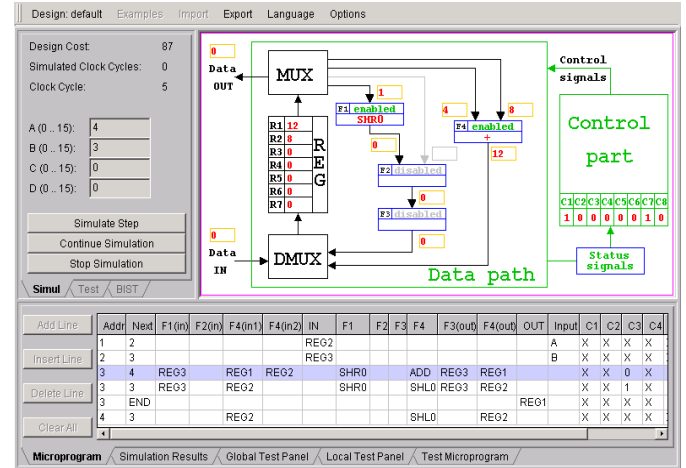 Design: default Examples Import Export Language Options
Design Cost: 87
Simulated Clock Cycles: 0
Clock Cycle: 5
A (0 .. 15): 4
B (0 .. 15): 3
C (0 .. 15): 0
D (0 .. 15): 0
Simulate Step
Continue Simulation
Stop Simulation
Simul Test BIST
0
Data
OUT
MUX
1
F1 enabled
SHR0
4
8
F4 enabled
+
12
R1 12
R2 8
R3 0
R4 0
R5 0
R6 0
R7 0
REG
0
F2 disabled
0
F3 disabled
0
0
Data
IN
DMUX
Data path
Control
signals
Control
part
C1 C2 C3 C4 C5 C6 C7 C8
1 0 0 0 0 0 1 0
Status
signals
Add Line
Insert Line
Delete Line
Clear All
Addr Next F1(in) F2(in) F4(in1) F4(in2) IN F1 F2 F3 F4 F3(out) F4(out) OUT Input C1 C2 C3 C4
1 2 REG2 A X X X X
2 3 REG3 B X X X X
3 4 REG3 REG1 REG2 SHR0 ADD REG3 REG1 X X 0 X
3 3 REG3 REG2 SHR0 SHL0 REG3 REG2 X X 1 X
3 END REG1 X X X X
4 3 REG2 SHL0 REG2 X X X X
Microprogram Simulation Results Global Test Panel Local Test Panel Test Microprogram